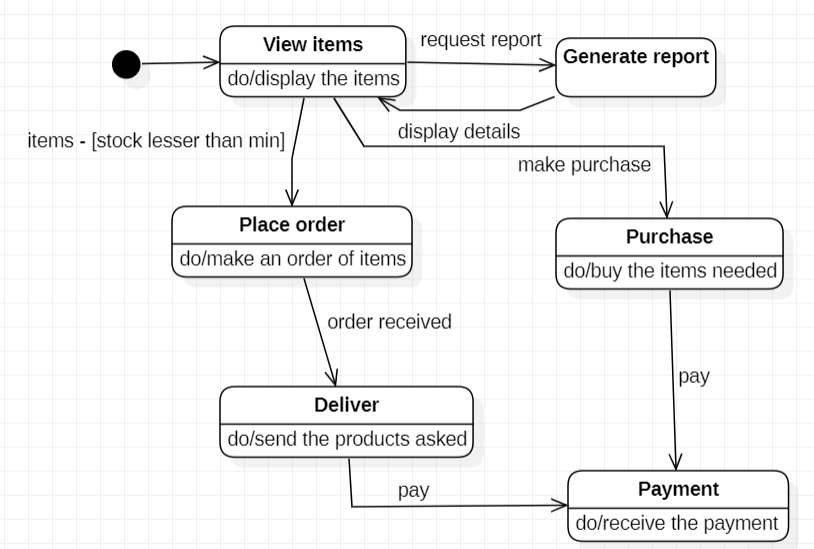 View items
do/display the items
request report
Generate report
display details
items - [stock lesser than min]
make purchase
Place order
do/make an order of items
Purchase
do/buy the items needed
order received
pay
Deliver
do/send the products asked
pay
Payment
do/receive the payment